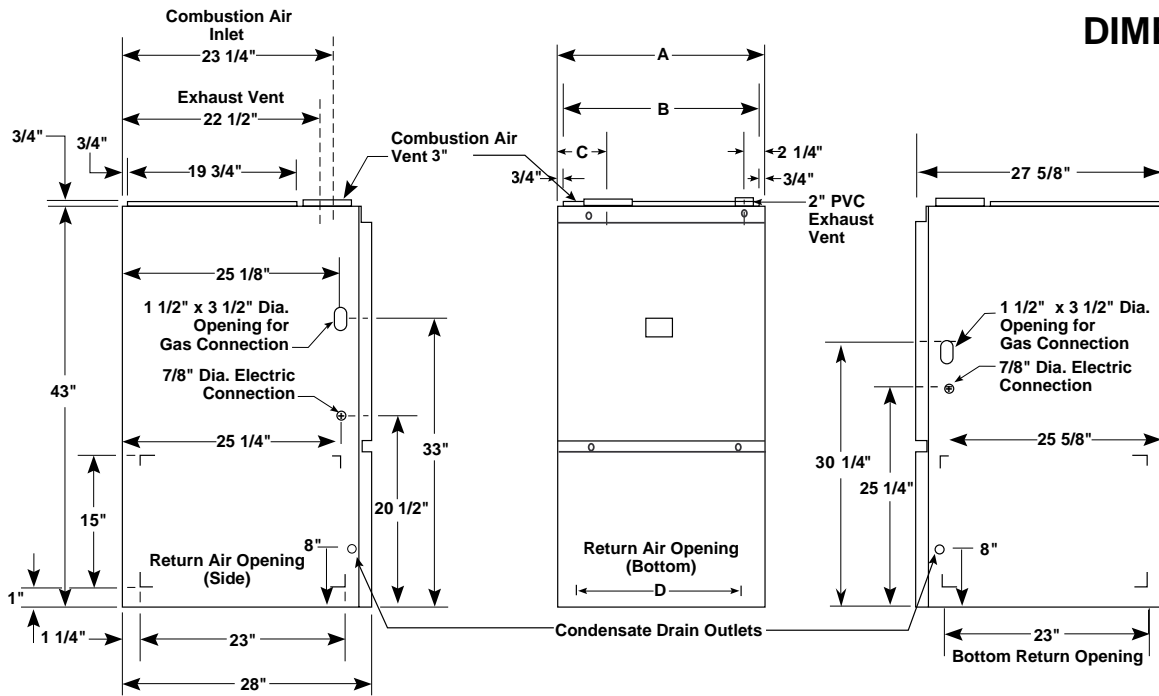 DIMI
Combustion Air
Inlet
23 1/4"
Exhaust Vent
22 1/2"
3/4"
3/4"
19 3/4"
Combustion Air
Vent 3"
25 1/8"
1 1/2" x 3 1/2" Dia.
Opening for
Gas Connection
7/8" Dia. Electric
Connection
43"
25 1/4"
33"
20 1/2"
15"
8"
Return Air Opening
(Side)
1"
1 1/4"
23"
28"
A
B
C
2 1/4"
3/4"
3/4"
2" PVC
Exhaust
Vent
Return Air Opening
(Bottom)
D
Condensate Drain Outlets
27 5/8"
1 1/2" x 3 1/2" Dia.
Opening for
Gas Connection
7/8" Dia. Electric
Connection
25 5/8"
30 1/4"
25 1/4"
8"
23"
Bottom Return Opening